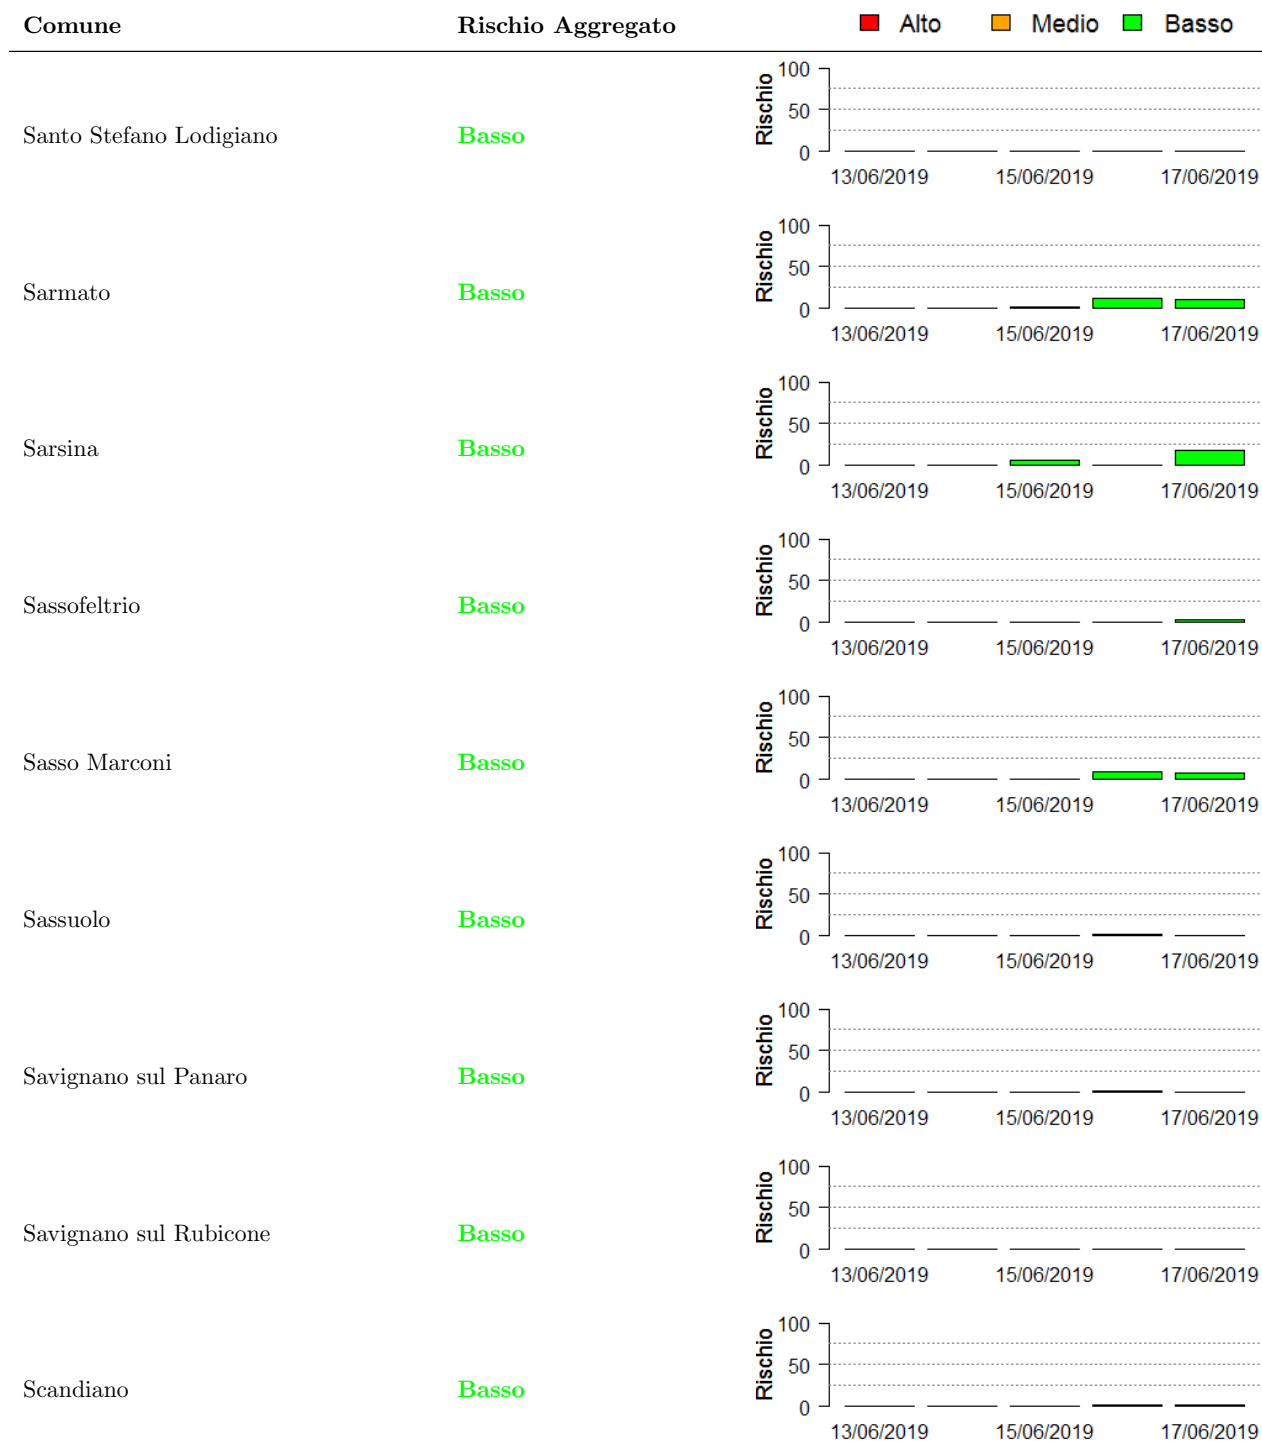 Comune Rischio Aggregato Alto Medio Basso
100
50
0
Rischio
Santo Stefano Lodigiano Basso
13/06/2019 15/06/2019 17/06/2019
100
50
0
Rischio
Sarmato Basso
13/06/2019 15/06/2019 17/06/2019
100
50
0
Rischio
Sarsina Basso
13/06/2019 15/06/2019 17/06/2019
100
50
0
Rischio
Sassofeltrio Basso
13/06/2019 15/06/2019 17/06/2019
100
50
0
Rischio
Sasso Marconi Basso
13/06/2019 15/06/2019 17/06/2019
100
50
0
Rischio
Sassuolo Basso
13/06/2019 15/06/2019 17/06/2019
100
50
0
Rischio
Savignano sul Panaro Basso
13/06/2019 15/06/2019 17/06/2019
100
50
0
Rischio
Savignano sul Rubicone Basso
13/06/2019 15/06/2019 17/06/2019
100
50
0
Rischio
Scandiano Basso
13/06/2019 15/06/2019 17/06/2019